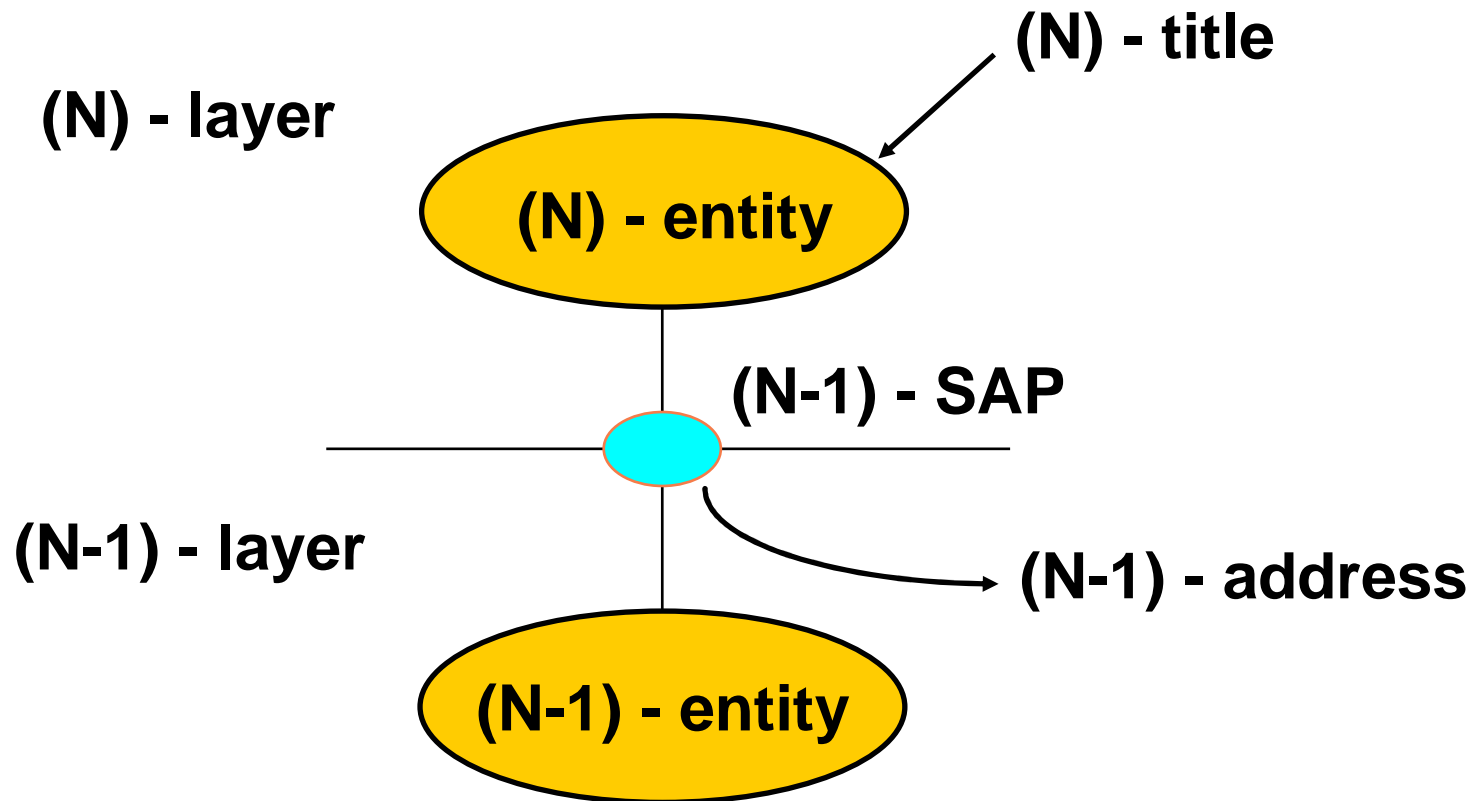 (N) - title
(N) - layer
(N) - entity
(N-1) - SAP
(N-1) - layer
(N-1) - address
(N-1) - entity